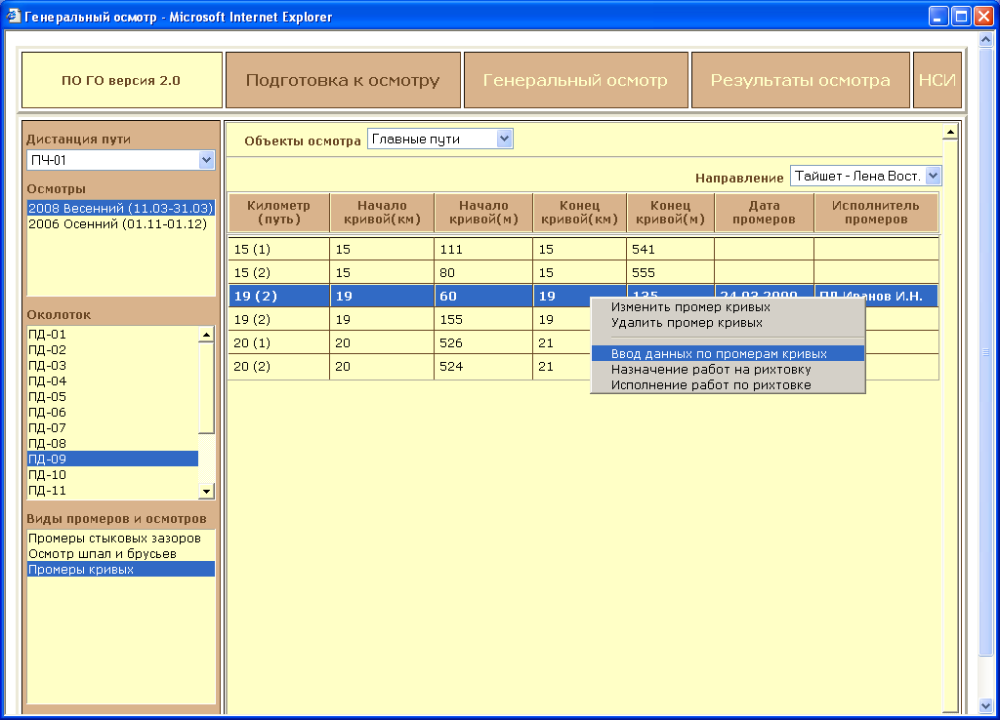 Генеральный осмотр - Microsoft Internet Explorer
ПО ГО версия 2.0
Подготовка к осмотру
Генеральный осмотр
Результаты осмотра
НСИ
Дистанция пути
ПЧ-01
Осмотры
2008 Весенний (11.03-31.03)
2006 Осенний (01.11-01.12)
Околоток
ПД-01
ПД-02
ПД-03
ПД-04
ПД-05
ПД-06
ПД-07
ПД-08
ПД-09
ПД-10
ПД-11
Виды промеров и осмотров
Промеры стыковых зазоров
Осмотр шпал и брусьев
Промеры кривых
Объекты осмотра Главные пути
Направление Тайшет - Лена Вост.
Километр (путь) Начало кривой(км) Начало кривой(м) Конец кривой(км) Конец кривой(м) Дата промеров Исполнитель промеров
15 (1) 15 111 15 541
15 (2) 15 80 15 555
19 (2) 19 60 19 135 ПД Иванов И.Н.
19 (2) 19 155 19
20 (1) 20 526 21
20 (2) 20 524 21
Изменить промер кривых
Удалить промер кривых
Ввод данных по промерам кривых
Назначение работ на рихтовку
Исполнение работ по рихтовке